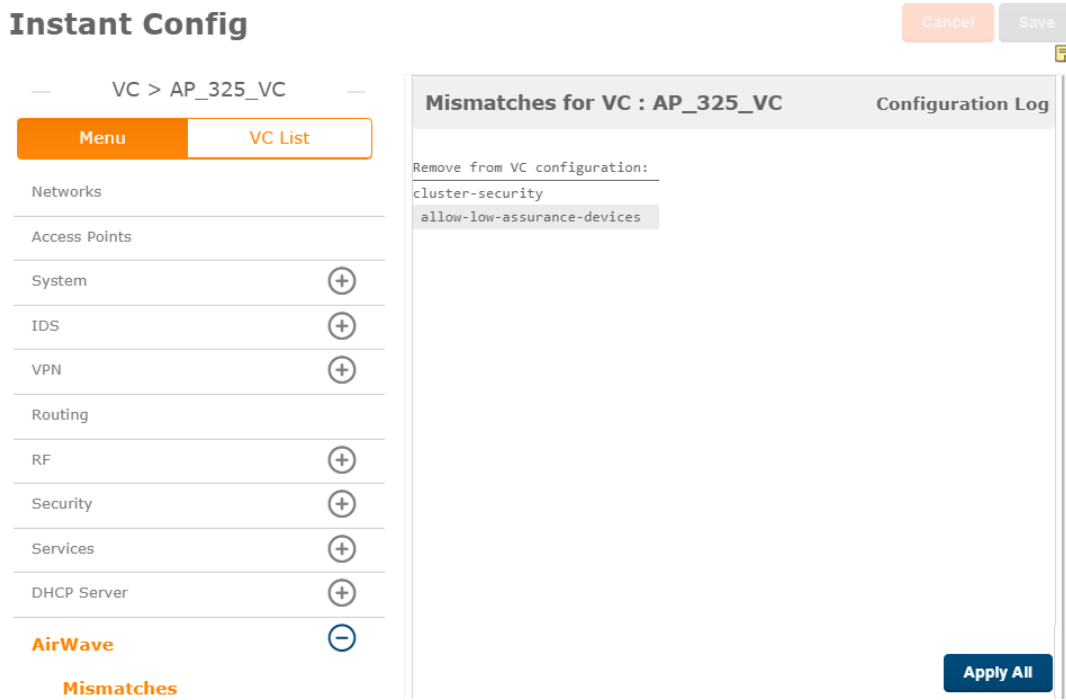 Instant Config
Cancel
Save
VC > AP_325_VC
Menu
VC List
Networks
Access Points
System
IDS
VPN
Routing
RF
Security
Services
DHCP Server
AirWave
Mismatches
Mismatches for VC : AP_325_VC
Configuration Log
Remove from VC configuration:
cluster-security
allow-low-assurance-devices
Apply All